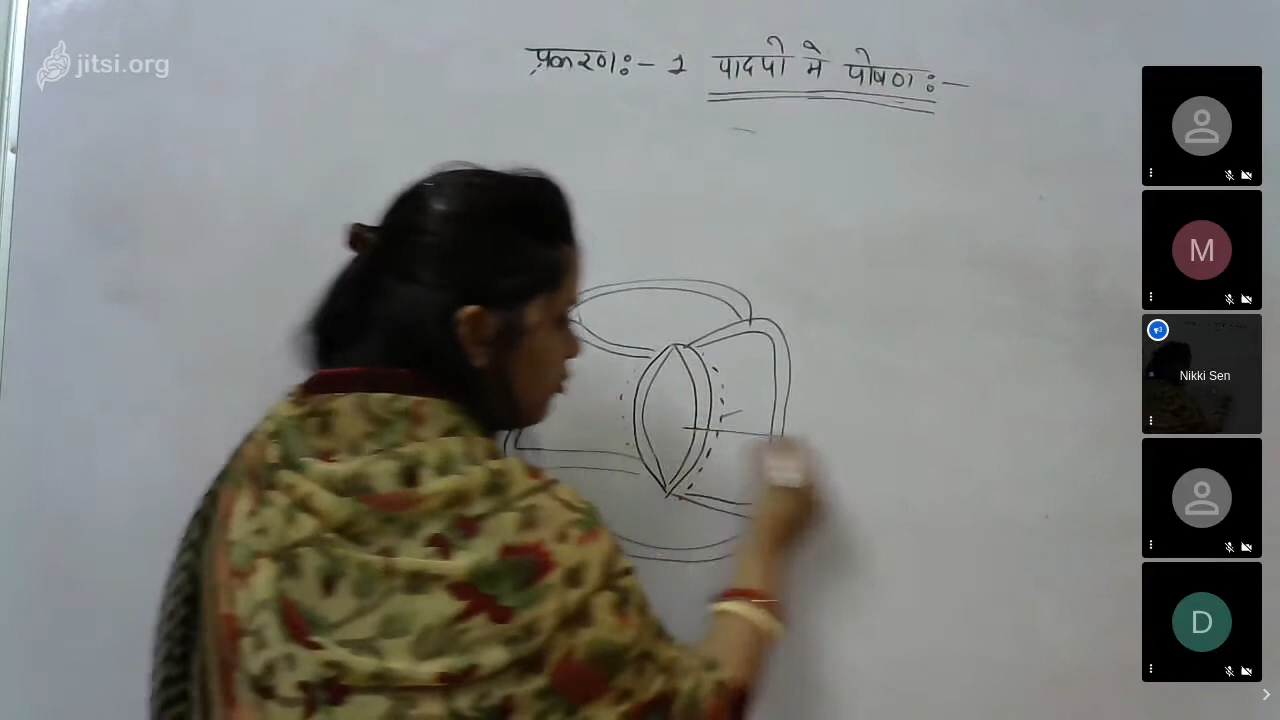 jitsi.org
प्रकरण:- 1 पादपो मे पोषण :-
M
Nikki Sen
D